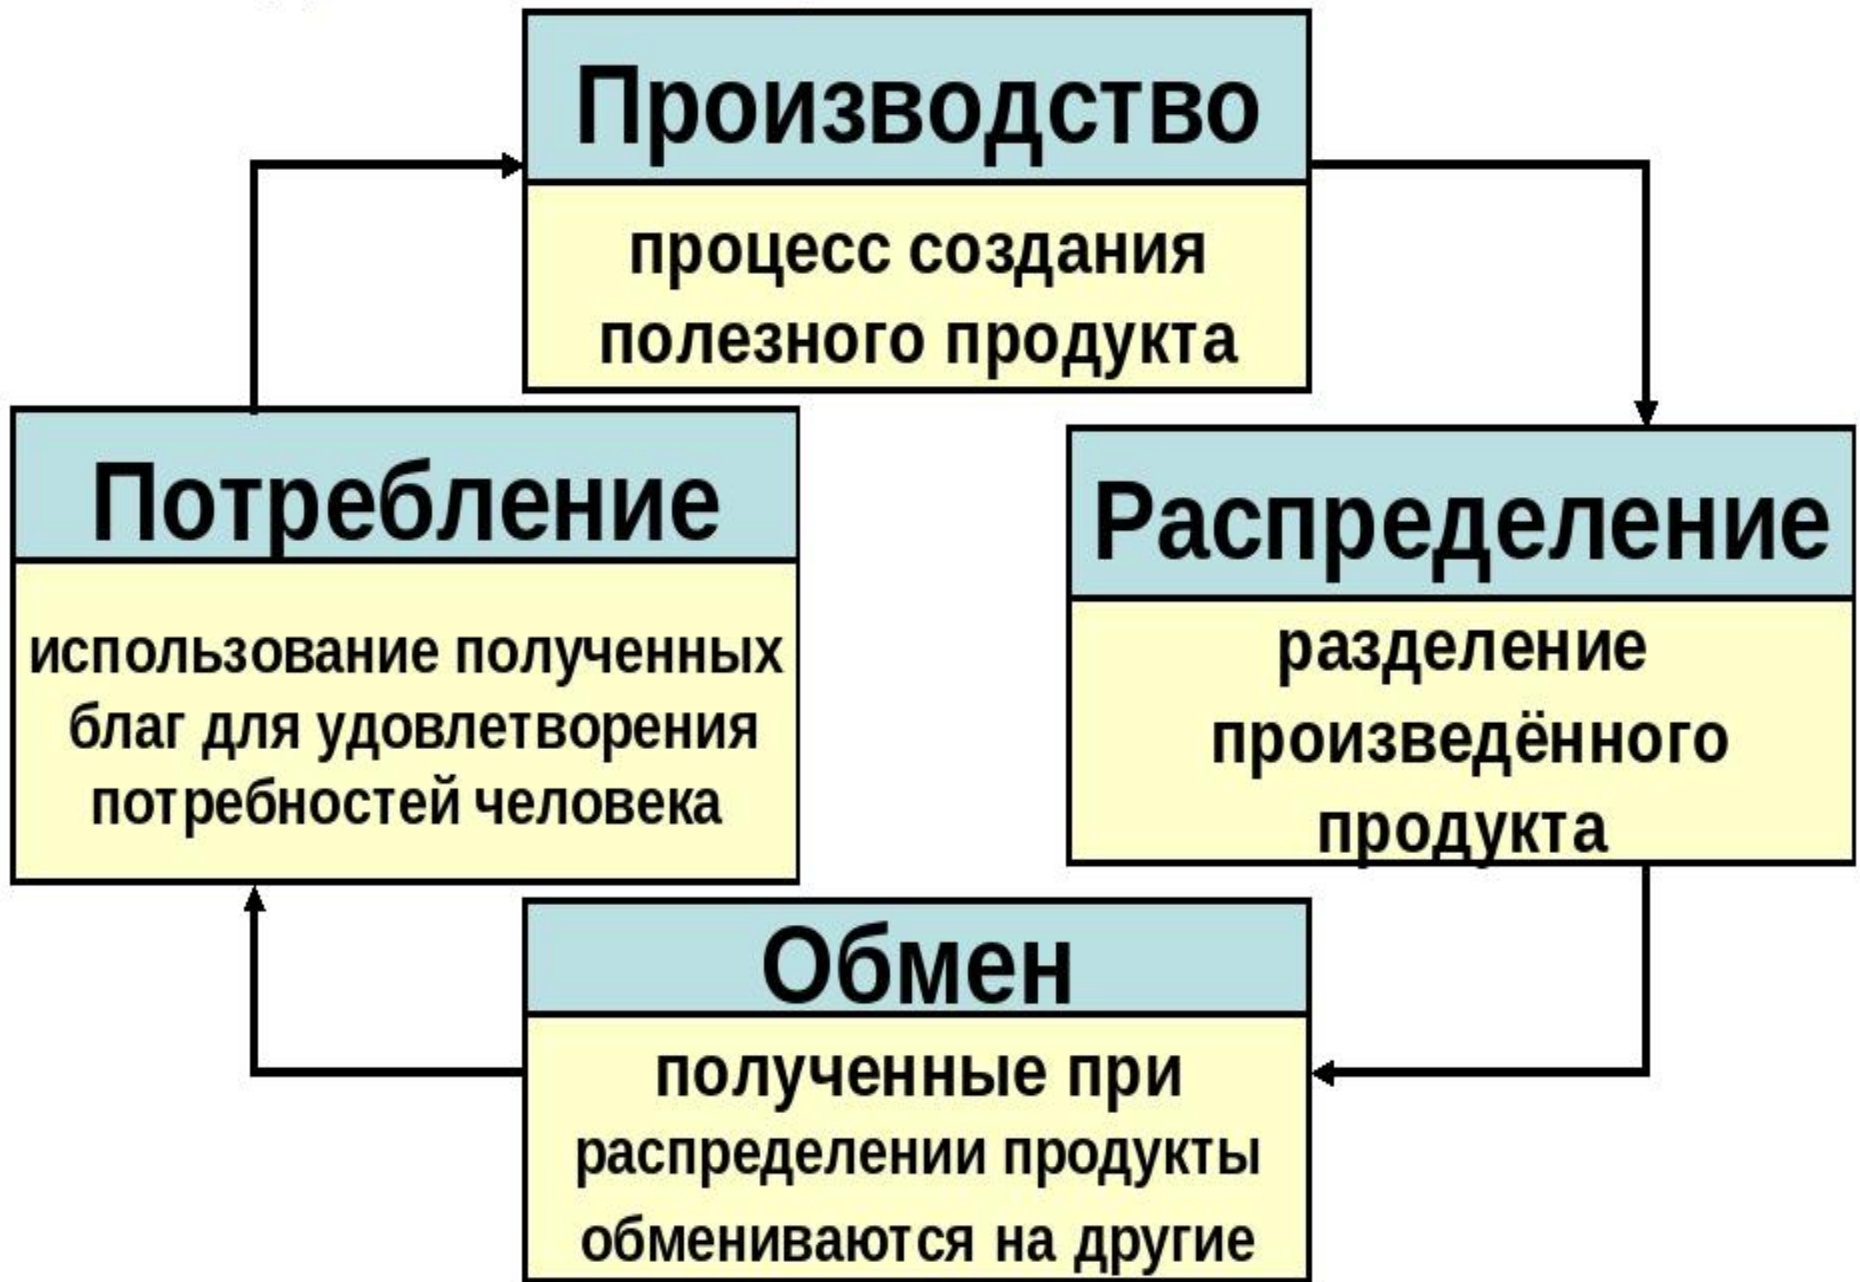 Производство
процесс создания
полезного продукта
Потребление
использование полученных
благ для удовлетворения
потребностей человека
Распределение
разделение
произведённого
продукта
Обмен
полученные при
распределении продукты
обмениваются на другие